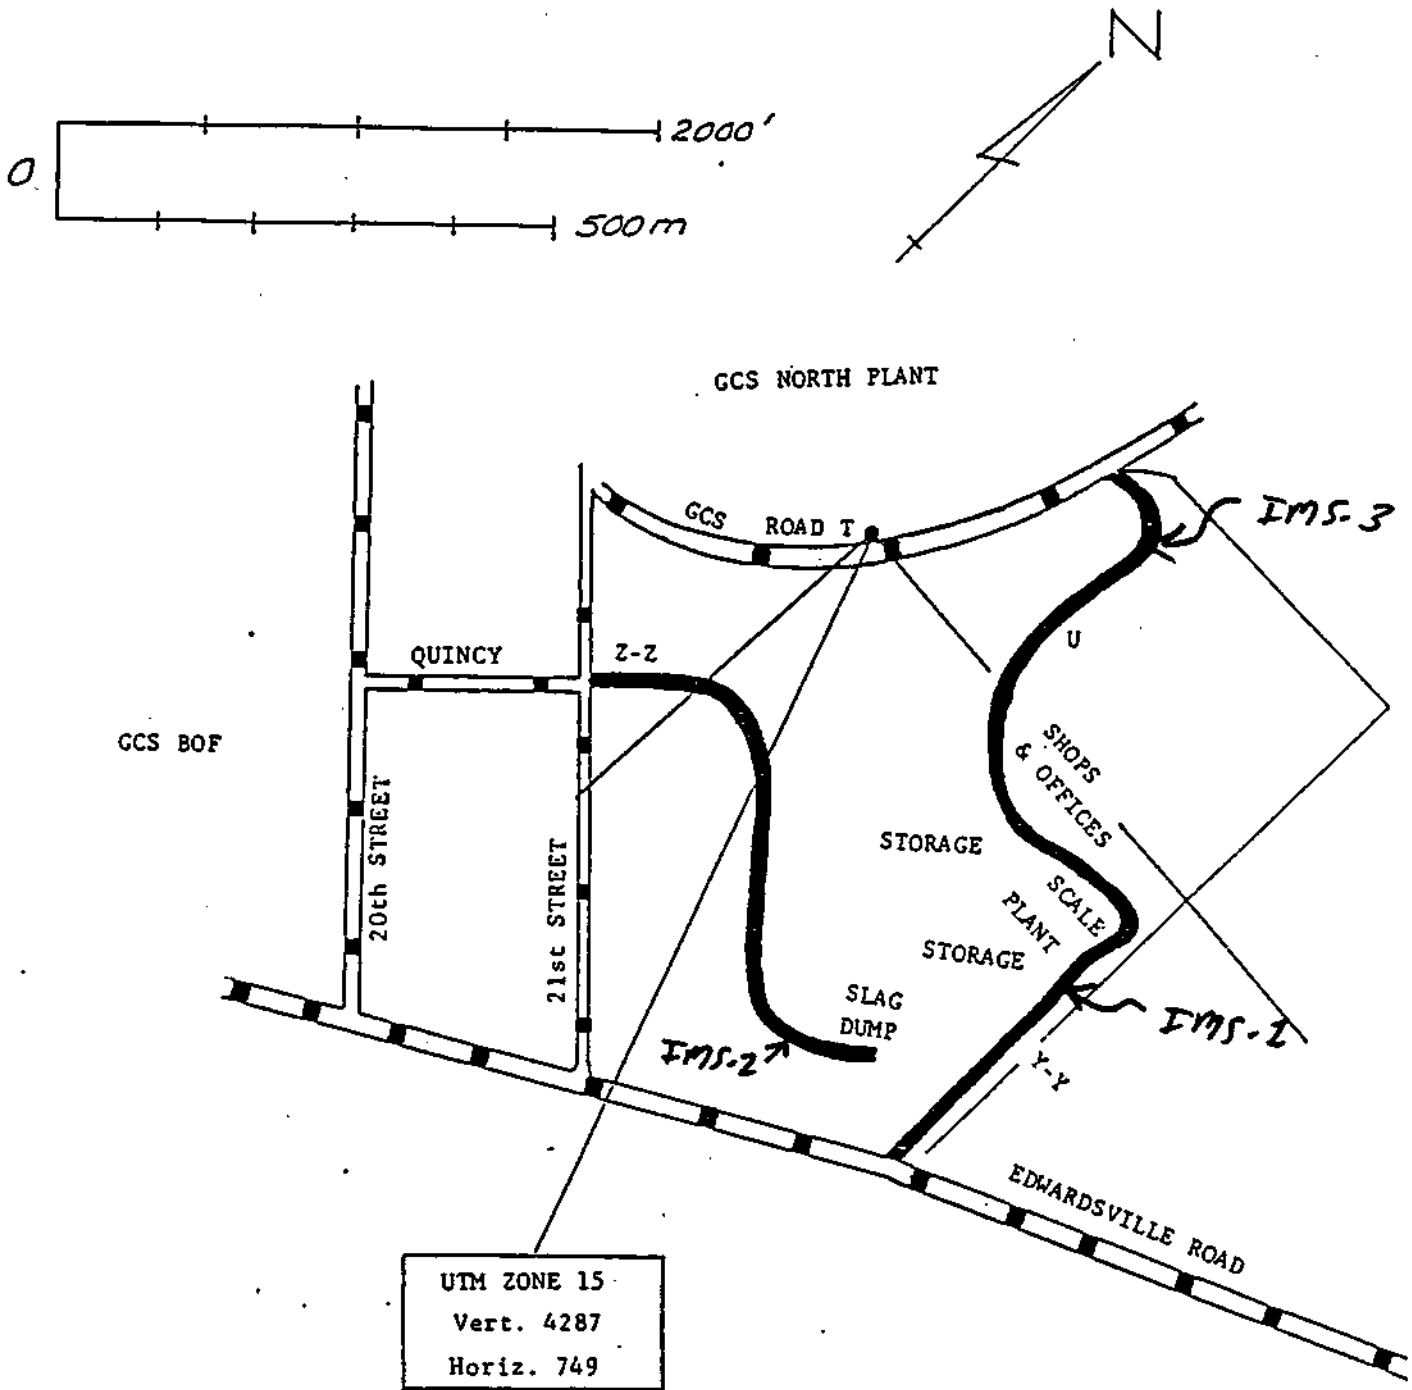 N
2000'
0
500m
GCS NORTH PLANT
GCS ROAD T
IMS-3
U
QUINCY
Z-Z
GCS BOF
SHOPS
& OFFICES
20th STREET
21st STREET
STORAGE
SCALE
PLANT
STORAGE
SLAG
DUMP
IMS-2
IMS-1
Y-Y
EDWARDSVILLE ROAD
UTM ZONE 15
Vert. 4287
Horiz. 749